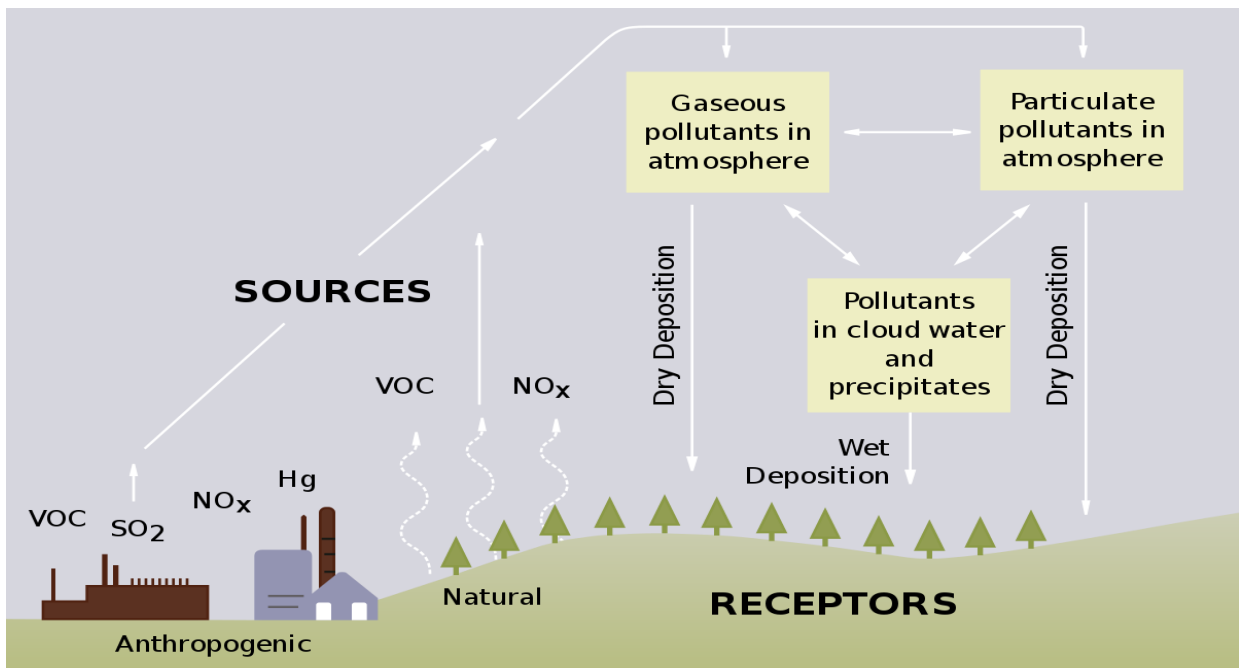 Gaseous
pollutants in
atmosphere
Particulate
pollutants in
atmosphere
Dry Deposition
Dry Deposition
SOURCES
Pollutants
in cloud water
and
precipitates
VOC
NOx
Wet
Deposition
Hg
NOx
VOC
SO2
Natural
RECEPTORS
Anthropogenic